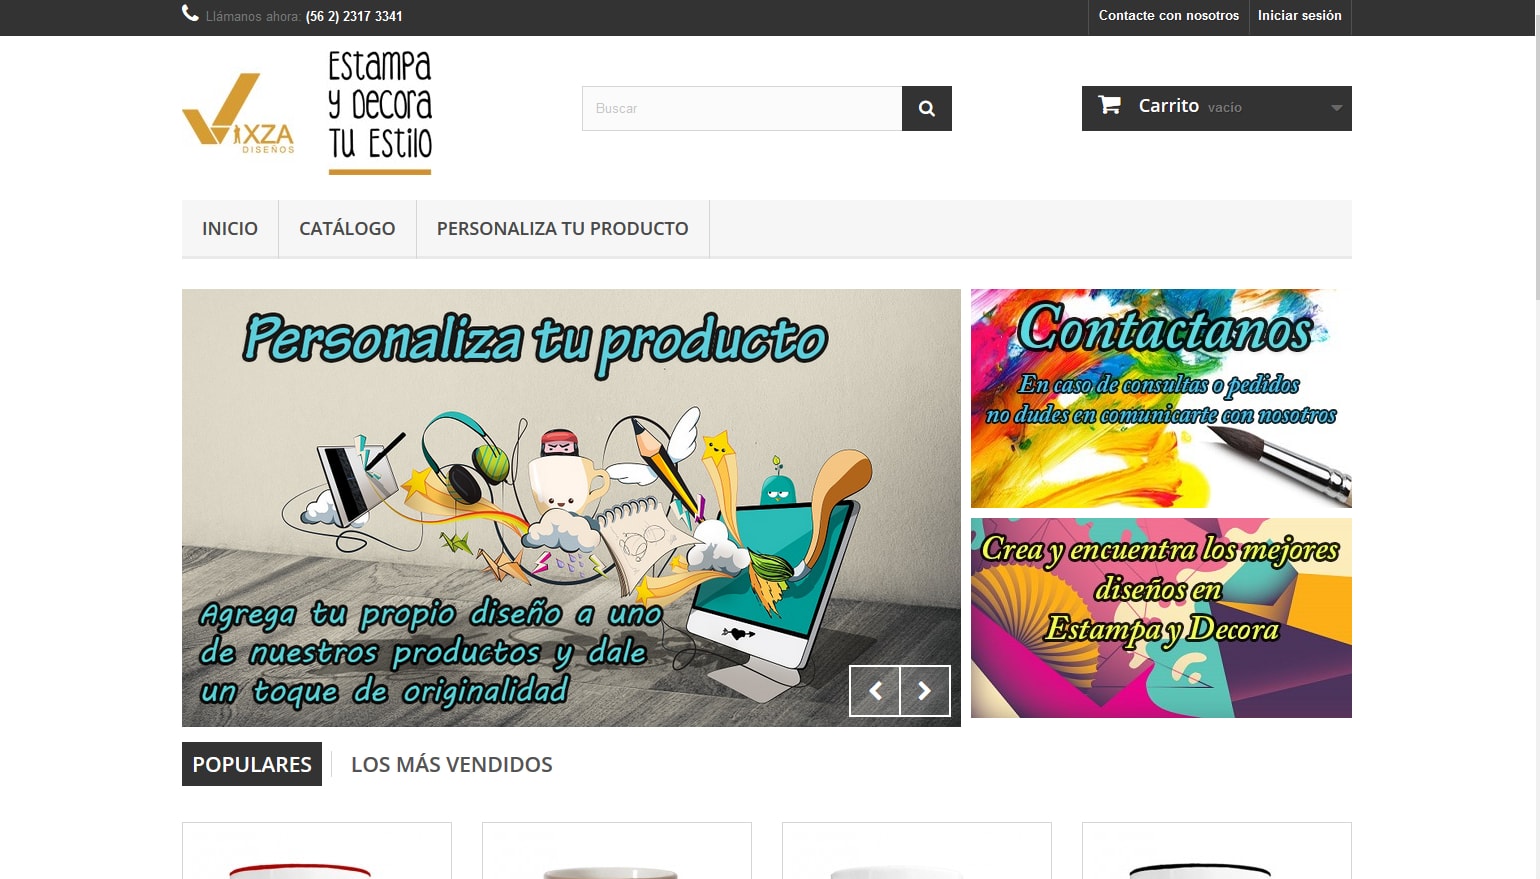 Llámanos ahora: (56 2) 2317 3341
Contacte con nosotros
Iniciar sesión
VIXZA
DISEÑOS
Estampa
y Decora
Tu Estilo
Buscar
Carrito vacío
INICIO
CATÁLOGO
PERSONALIZA TU PRODUCTO
Personaliza tu producto
Agrega tu propio diseño a uno
de nuestros productos y dale
un toque de originalidad
Contactanos
En caso de consultas o pedidos
no dudes en comunicarte con nosotros
Crea y encuentra los mejores
diseños en
Estampa y Decora
POPULARES
LOS MÁS VENDIDOS